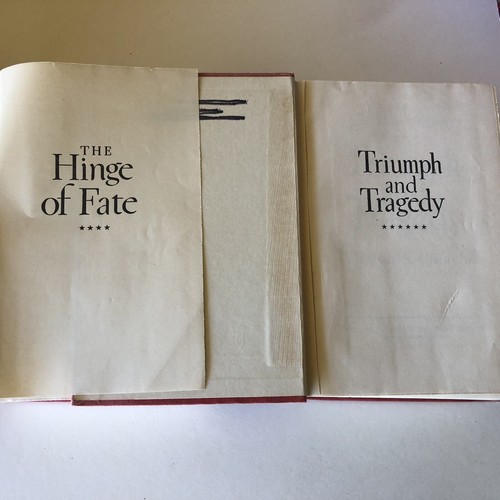 THE
Hinge
of Fate
★★★★
Triumph
and
Tragedy
★★★★★★